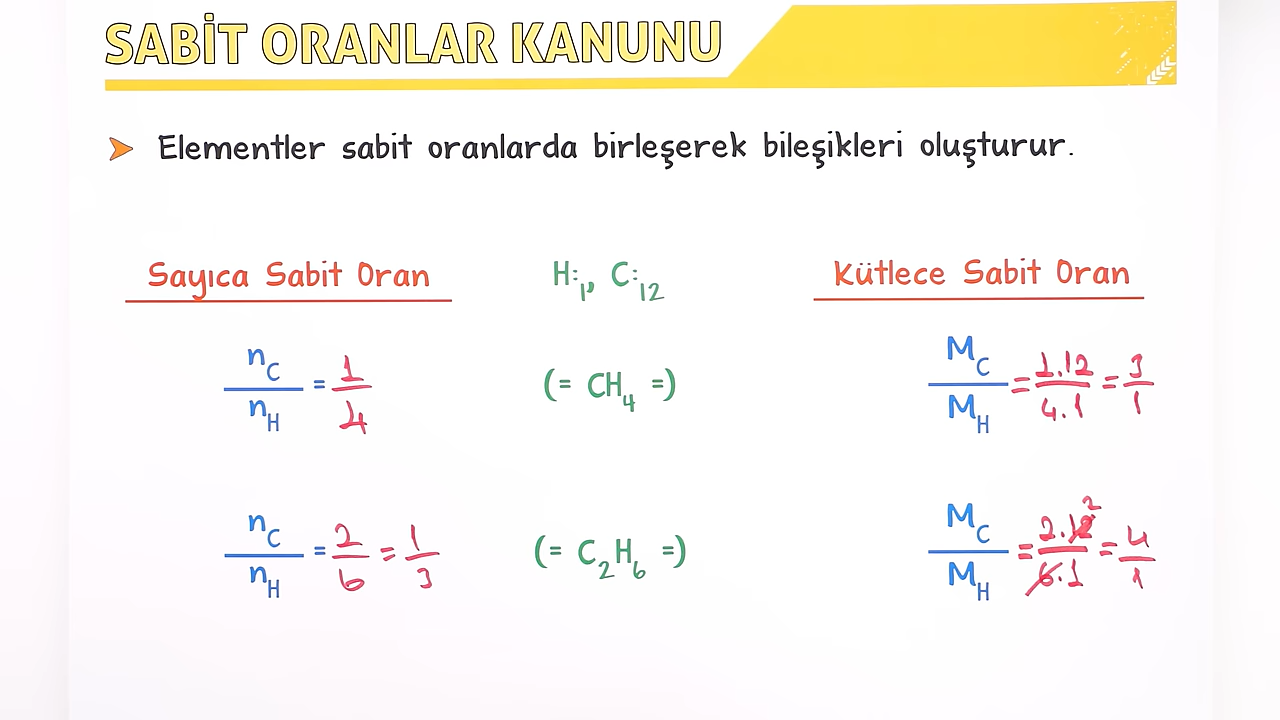 SABİT ORANLAR KANUNU
➤ Elementler sabit oranlarda birleşerek bileşikleri oluşturur.
Sayıca Sabit Oran H:1, C:12 Kütlece Sabit Oran
nC/nH = 1/4 (= CH4 =) MC/MH = 1.12/4.1 = 3/1
nC/nH = 2/6 = 1/3 (= C2H6 =) MC/MH = 2.12 2/6.1 = 4/1